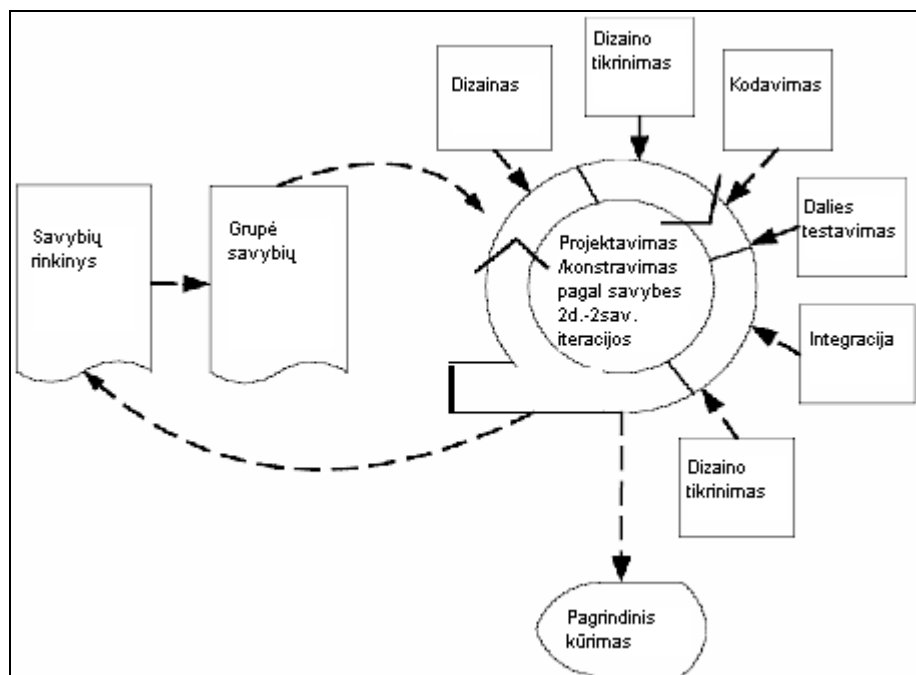 Dizaino
tikrinimas
Dizainas
Kodavimas
Savybių
rinkinys
Grupė
savybių
Projektavimas
/konstravimas
pagal savybes
2d.-2sav.
iteracijos
Dalies
testavimas
Integracija
Dizaino
tikrinimas
Pagrindinis
kūrimas